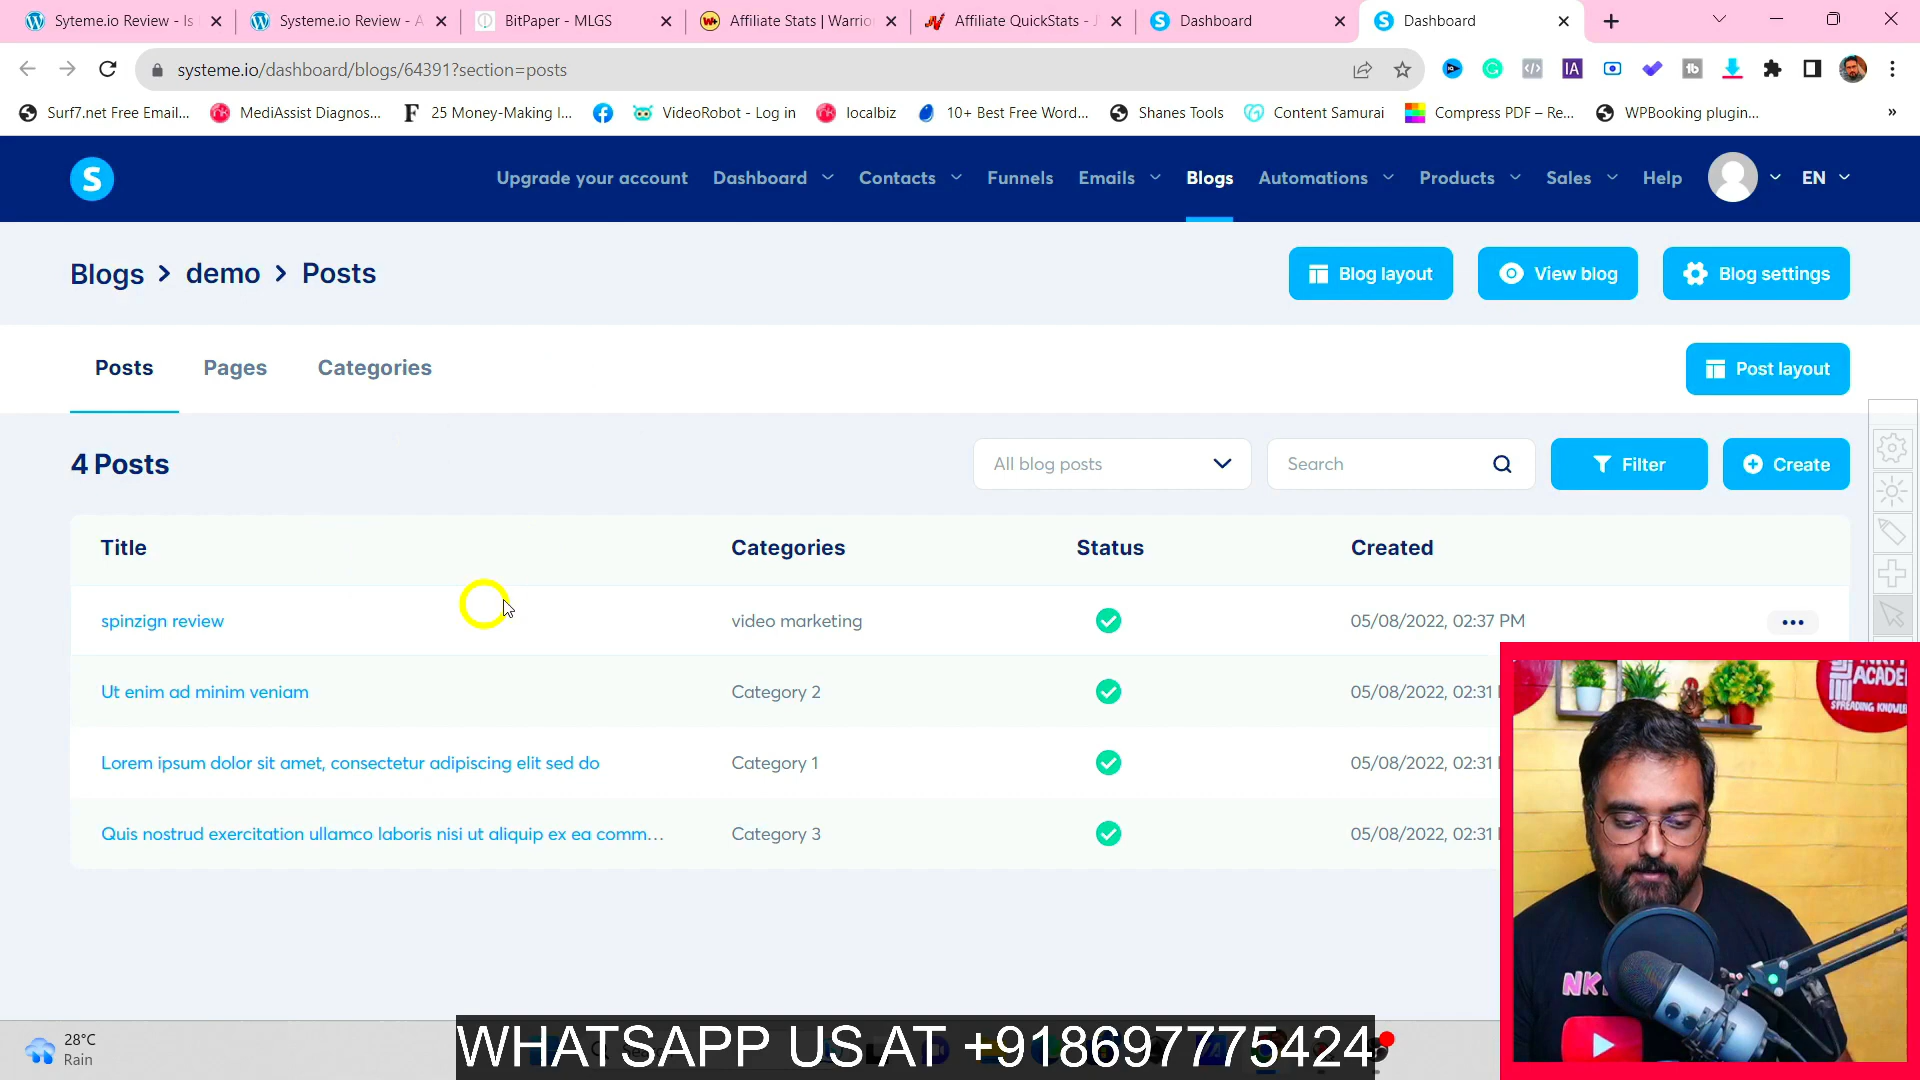 Syteme.io Review - Is
Systeme.io Review - A
BitPaper - MLGS
Affiliate Stats | Warrio
Affiliate QuickStats - J
Dashboard
Dashboard
systeme.io/dashboard/blogs/64391?section=posts
Surf7.net Free Email...
MediAssist Diagnos...
25 Money-Making I...
VideoRobot - Log in
localbiz
10+ Best Free Word...
Shanes Tools
Content Samurai
Compress PDF – Re...
WPBooking plugin...
Upgrade your account Dashboard Contacts Funnels Emails Blogs Automations Products Sales Help EN
Blogs > demo > Posts
Blog layout
View blog
Blog settings
Posts Pages Categories
Post layout
4 Posts
All blog posts
Search
Filter
Create
Title Categories Status Created
spinzign review video marketing 05/08/2022, 02:37 PM
Ut enim ad minim veniam Category 2 05/08/2022, 02:31
Lorem ipsum dolor sit amet, consectetur adipiscing elit sed do Category 1 05/08/2022, 02:31
Quis nostrud exercitation ullamco laboris nisi ut aliquip ex ea comm... Category 3 05/08/2022, 02:31
ACADE
SPREADING KNOWL
NK
28°C
Rain
WHATSAPP US AT +918697775424